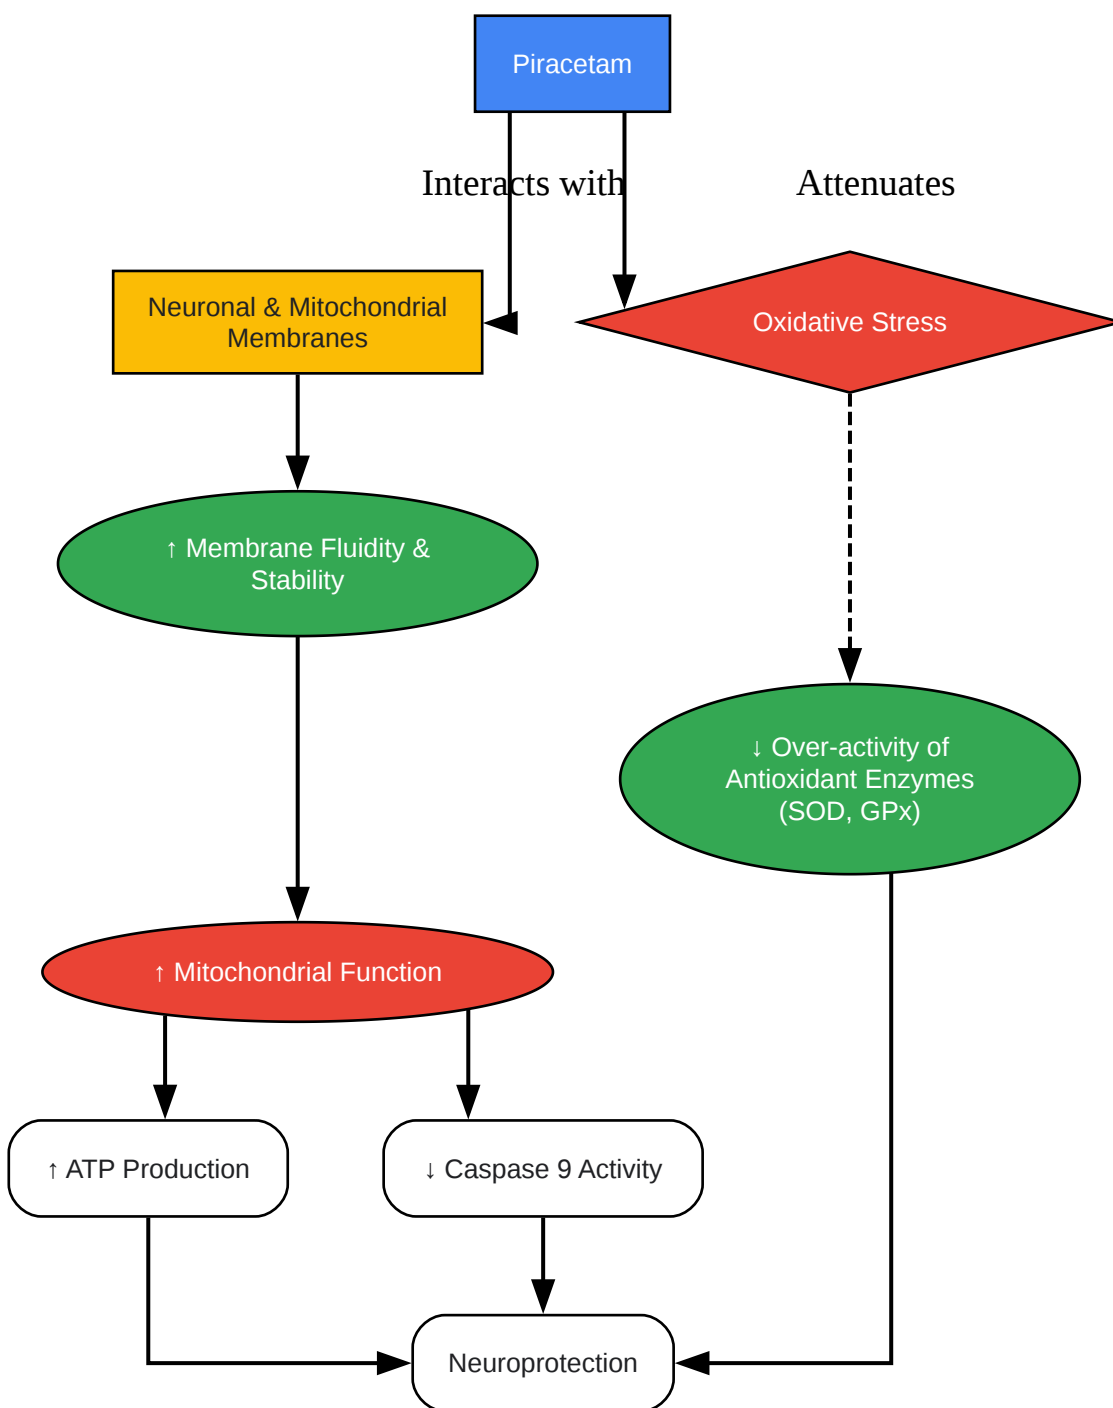 Piracetam
Interacts with
Attenuates
Neuronal & Mitochondrial
Membranes
Oxidative Stress
↑ Membrane Fluidity &
Stability
↓ Over-activity of
Antioxidant Enzymes
(SOD, GPx)
↑ Mitochondrial Function
↑ ATP Production
↓ Caspase 9 Activity
Neuroprotection